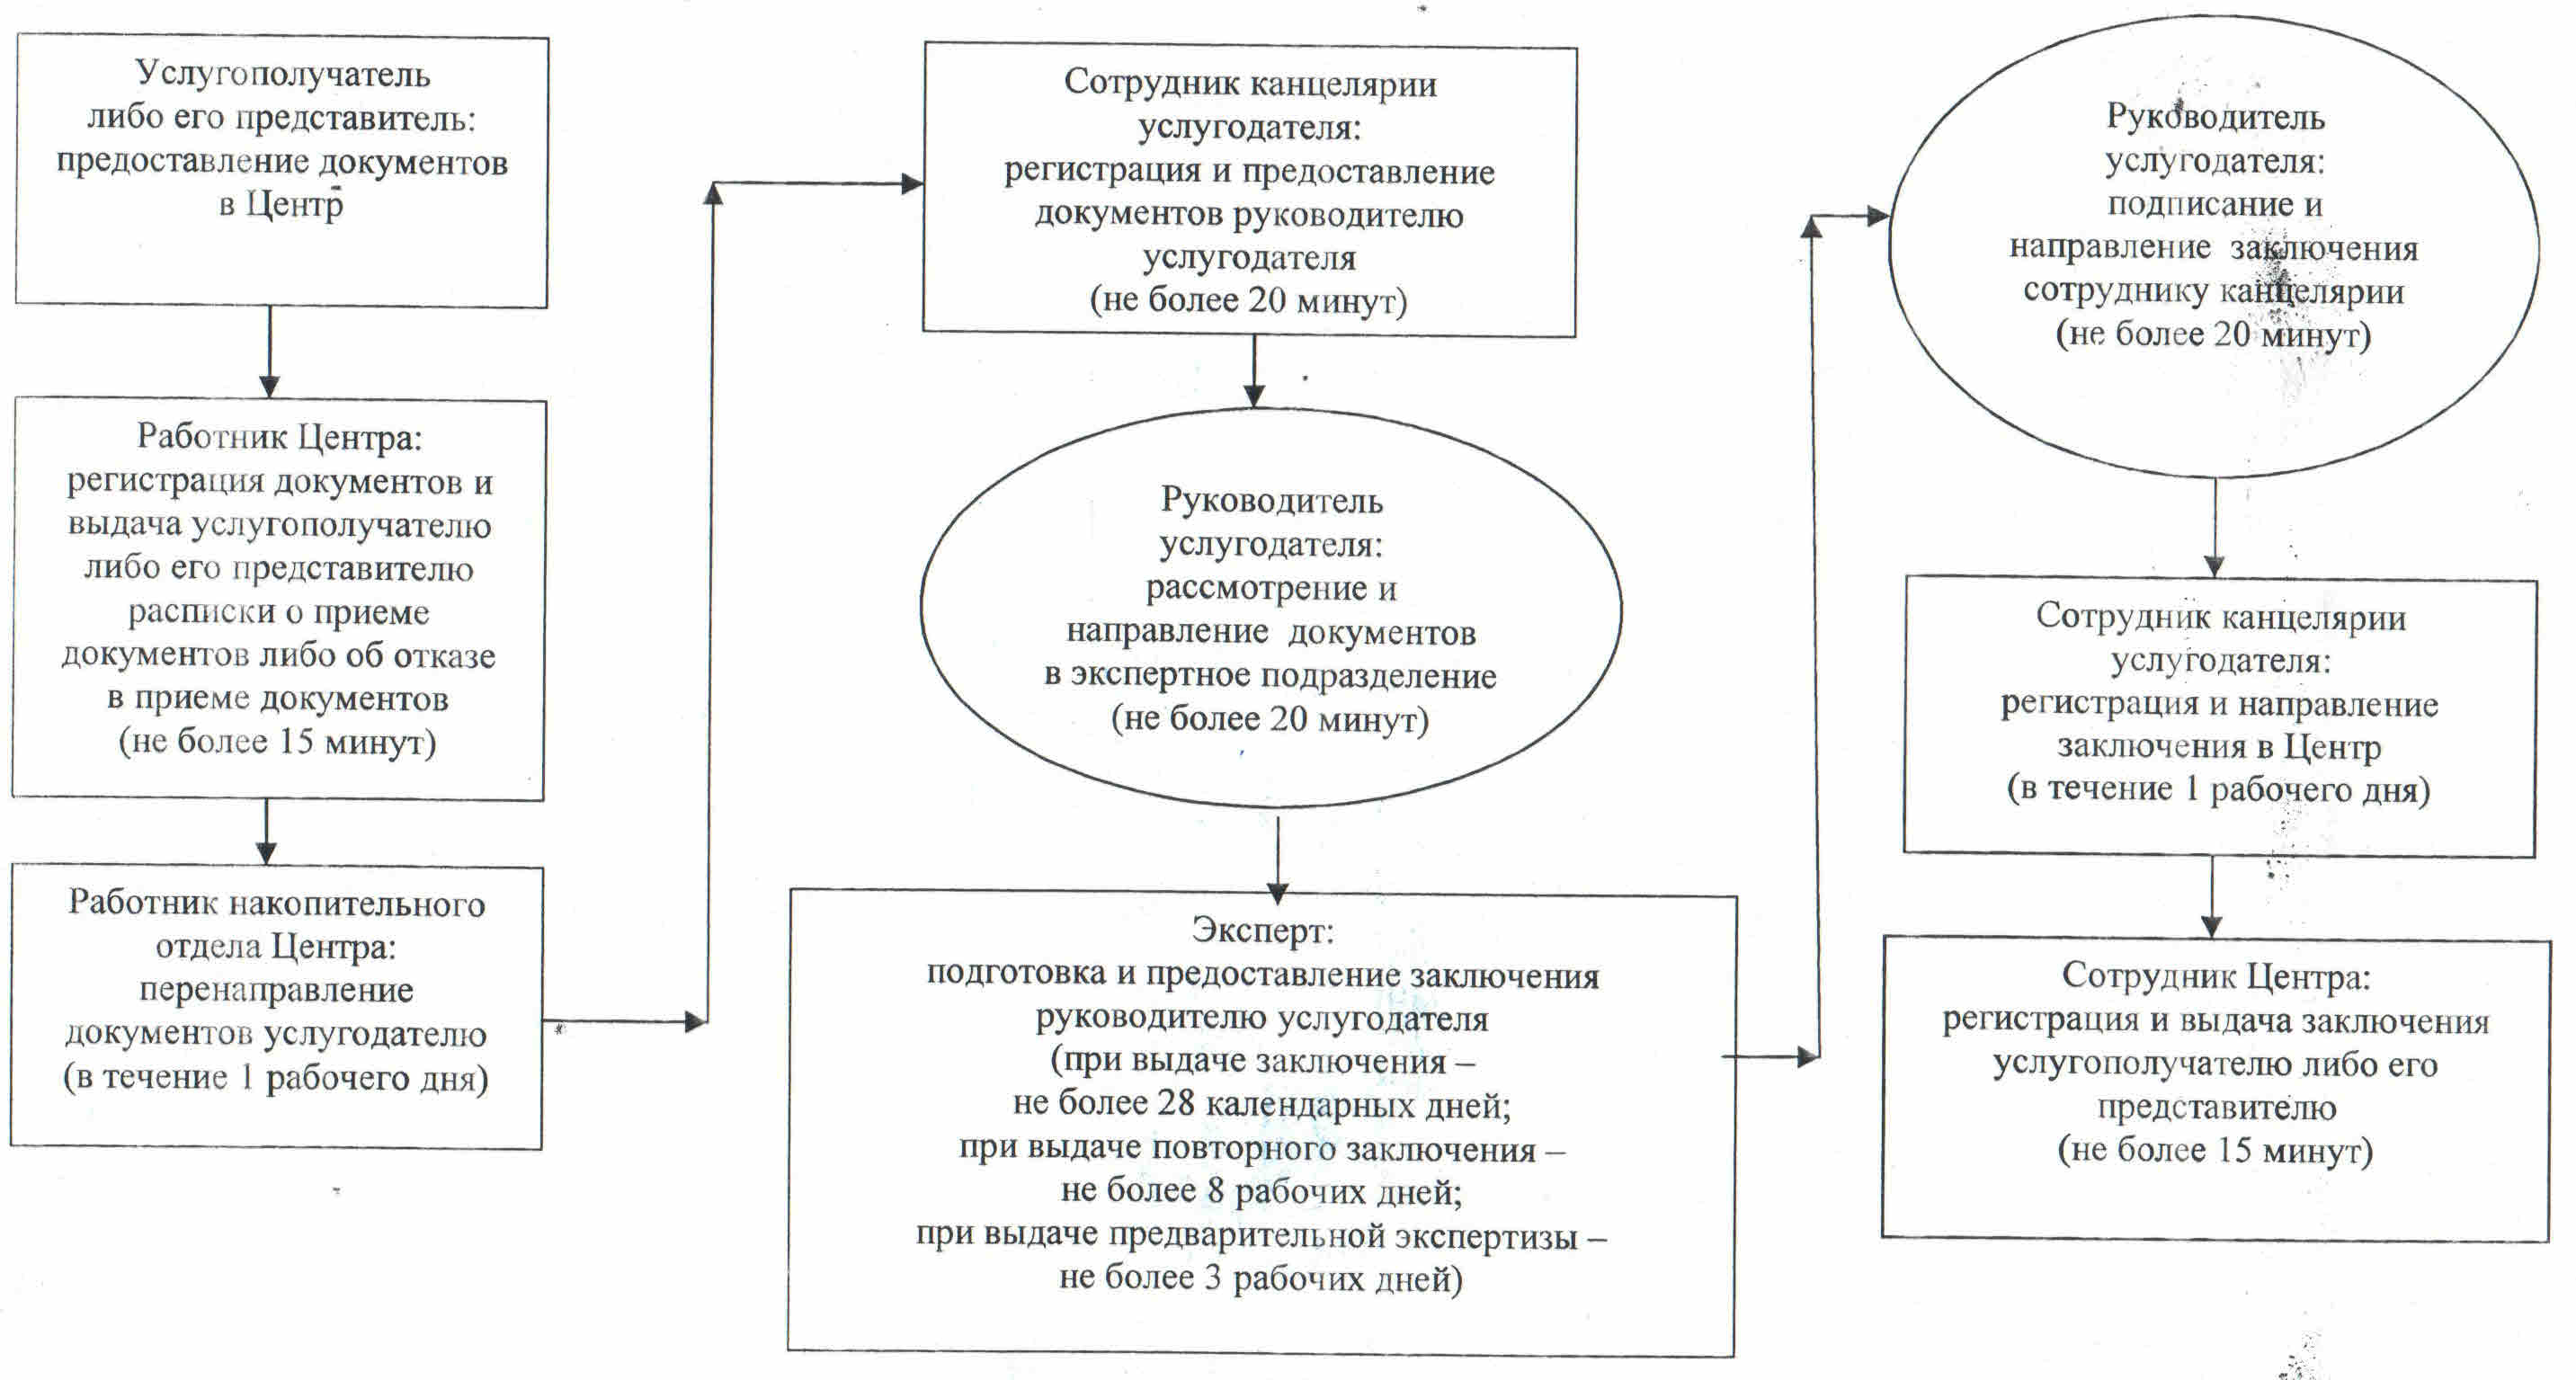 Услугополучатель
либо его представитель:
предоставление документов
в Центр
Работник Центра:
регистрация документов и
выдача услугополучателю
либо его представителю
расписки о приеме
документов либо об отказе
в приеме документов
(не более 15 минут)
Работник накопительного
отдела Центра:
перенаправление
документов услугодателю
(в течение 1 рабочего дня)
Сотрудник канцелярии
услугодателя:
регистрация и предоставление
документов руководителю
услугодателя
(не более 20 минут)
Руководитель
услугодателя:
рассмотрение и
направление документов
в экспертное подразделение
(не более 20 минут)
Эксперт:
подготовка и предоставление заключения
руководителю услугодателя
(при выдаче заключения –
не более 28 календарных дней;
при выдаче повторного заключения –
не более 8 рабочих дней;
при выдаче предварительной экспертизы –
не более 3 рабочих дней)
Руководитель
услугодателя:
подписание и
направление заключения
сотруднику канцелярии
(не более 20 минут)
Сотрудник канцелярии
услугодателя:
регистрация и направление
заключения в Центр
(в течение 1 рабочего дня)
Сотрудник Центра:
регистрация и выдача заключения
услугополучателю либо его
представителю
(не более 15 минут)